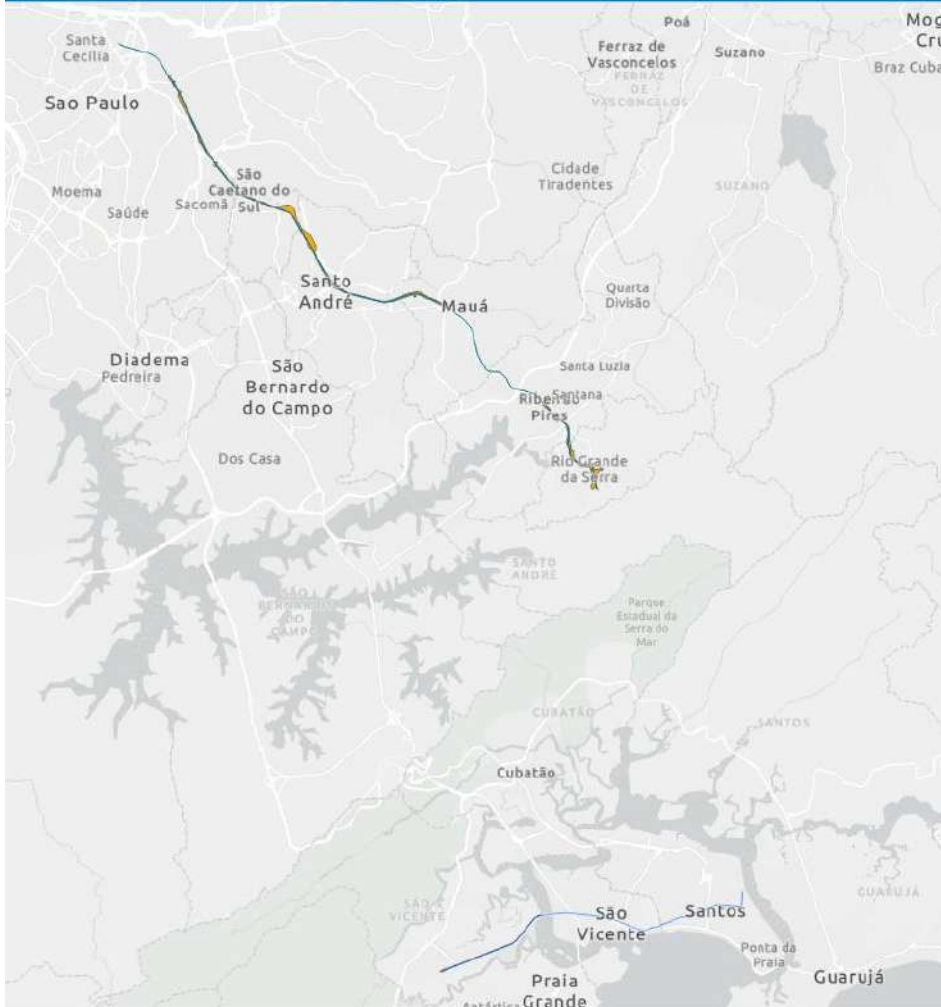 Santa
Cecília
Sao Paulo
Moema
Saúde
Sacomã
São
Caetano do
Sul
Poá
Ferraz de
Vasconcelos
FERRAZ
DE
VASCONCELOS
Suzano
Braz Cuba
Cidade
Tiradentes
SUZANO
Santo
André
Mauá
Quarta
Divisão
Diadema
Pedreira
São
Bernardo
do Campo
Santa Luzia
Santana
Ribeirão
Pires
Dos Casa
Rio Grande
da Serra
SANTO
ANDRÉ
SÃO
BERNARDO
DO
CAMPO
Parque
Estadual da
Serra do
Mar
CUBATÃO
SANTOS
Cubatão
SÃO
VICENTE
São
Vicente
Santos
GUARUJÁ
Ponta da
Praia
Guarujá
Praia
Grande